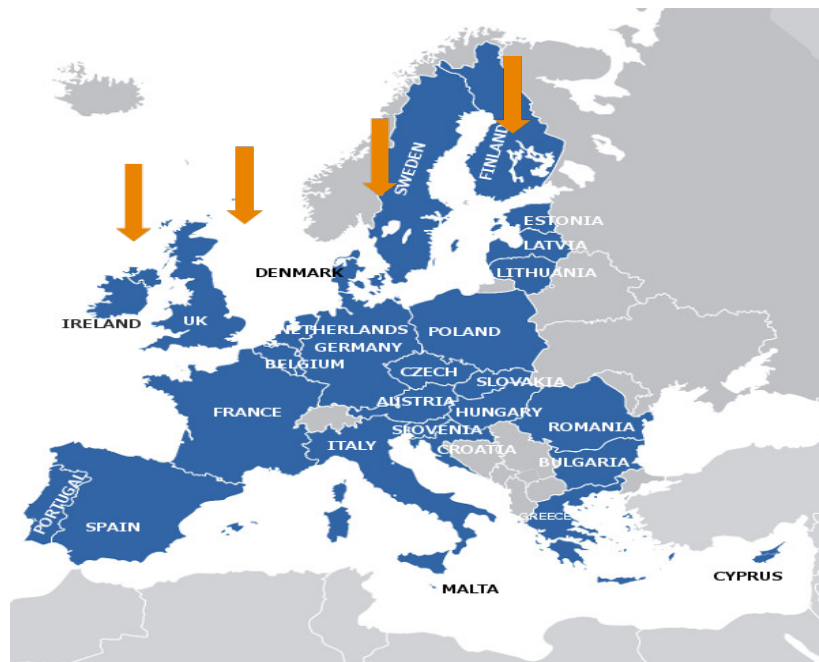 FINLAND
SWEDEN
ESTONIA
LATVIA
DENMARK
LITHUANIA
IRELAND
UK
NETHERLANDS
POLAND
GERMANY
BELGIUM
CZECH
SLOVAKIA
AUSTRIA
FRANCE
HUNGARY
SLOVENIA
ROMANIA
ITALY
CROATIA
BULGARIA
PORTUGAL
SPAIN
GREECE
MALTA
CYPRUS